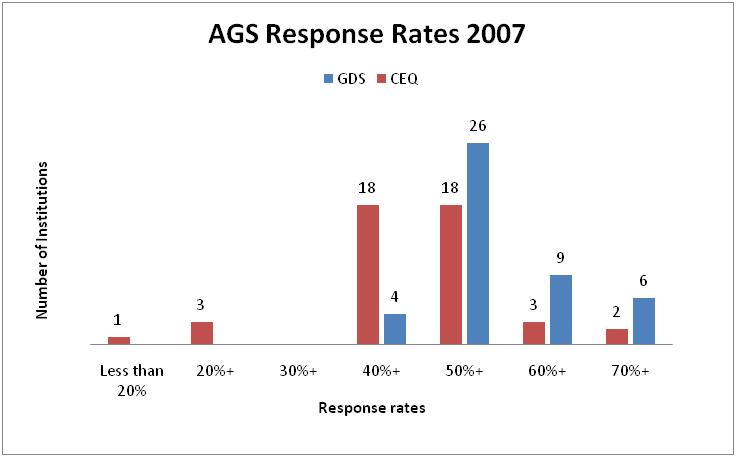 AGS Response Rates 2007
GDS CEQ
Number of Institutions
26
18 18
9
6
4
3 3
2
1
Less than 20%+ 30%+ 40%+ 50%+ 60%+ 70%+
20%
Response rates